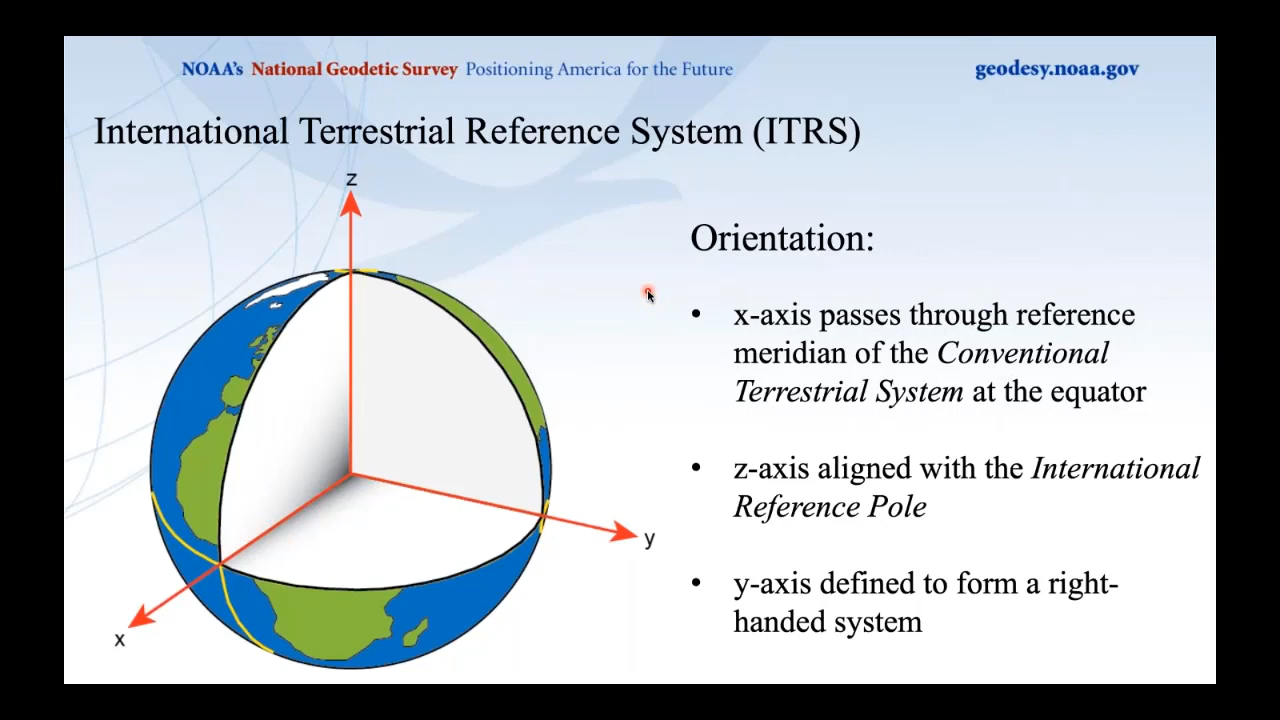 NOAA's National Geodetic Survey Positioning America for the Future
geodesy.noaa.gov
International Terrestrial Reference System (ITRS)
z
Orientation:
• x-axis passes through reference
meridian of the Conventional
Terrestrial System at the equator
• z-axis aligned with the International
Reference Pole
y
• y-axis defined to form a right-
handed system
x